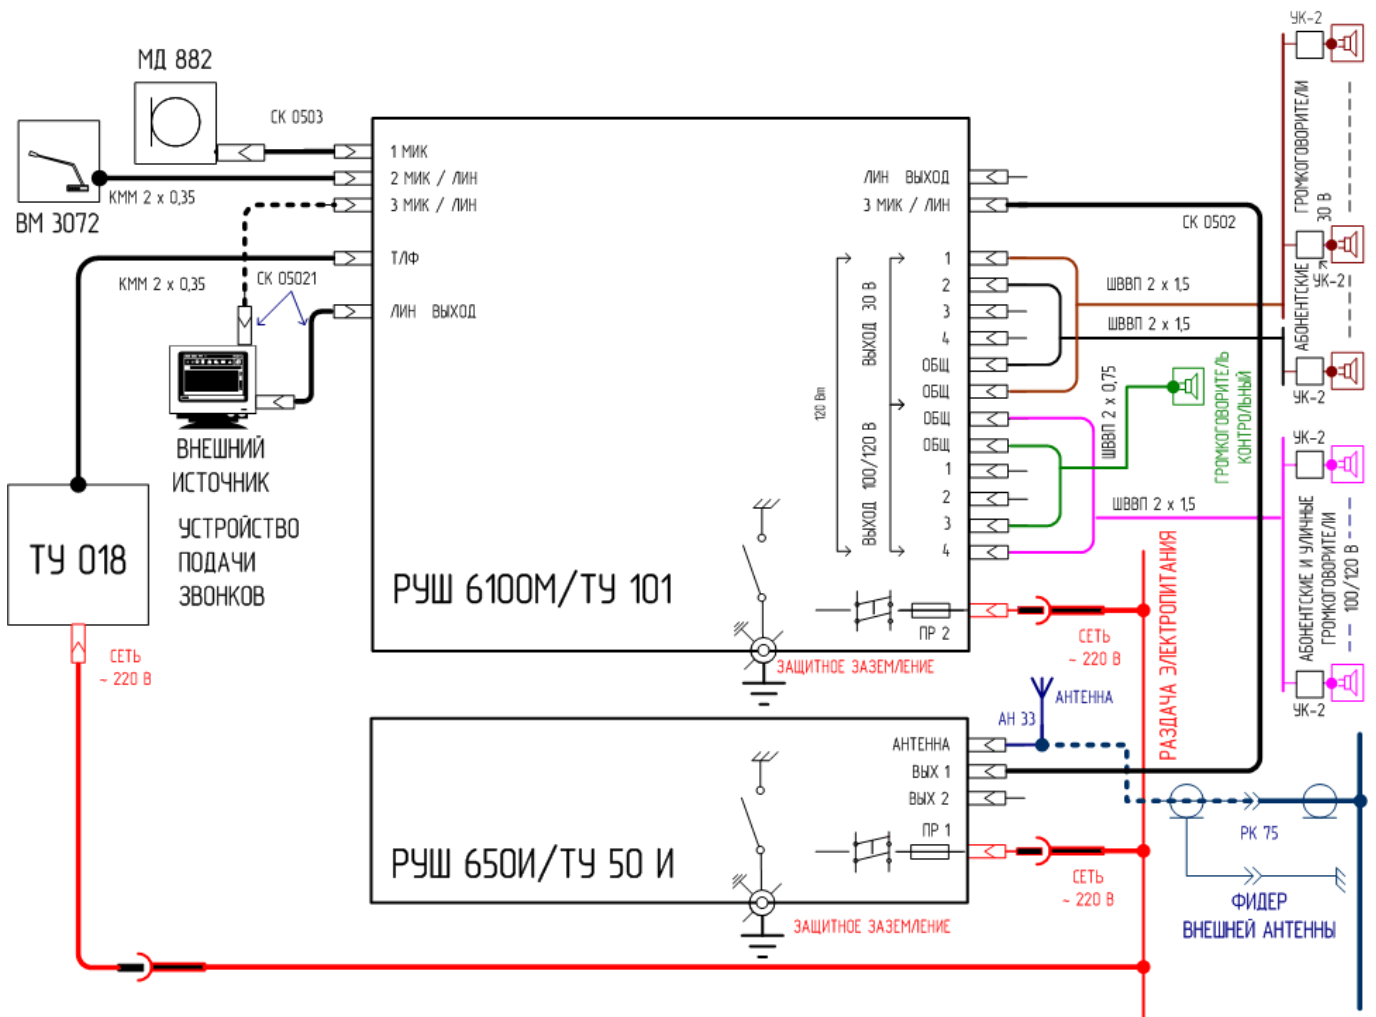 МД 882
СК 0503
ВМ 3072
КММ 2 х 0,35
КММ 2 х 0,35
СК 05021
ВНЕШНИЙ
ИСТОЧНИК
УСТРОЙСТВО
ПОДАЧИ
ЗВОНКОВ
ТУ 018
СЕТЬ
~ 220 В
1 МИК
2 МИК / ЛИН
3 МИК / ЛИН
ТЛФ
ЛИН ВЫХОД
ЛИН ВЫХОД
3 МИК / ЛИН
120 Вт
ВЫХОД 30 В
ВЫХОД 100/120 В
1
2
3
4
ОБЩ
ОБЩ
ОБЩ
ОБЩ
1
2
3
4
РУШ 6100М/ТУ 101
ПР 2
ЗАЩИТНОЕ ЗАЗЕМЛЕНИЕ
СЕТЬ
~ 220 В
СК 0502
ШВВП 2 х 1,5
ШВВП 2 х 1,5
ШВВП 2 х 0,75
ШВВП 2 х 1,5
ГРОМКОГОВОРИТЕЛЬ
КОНТРОЛЬНЫЙ
УК-2
АБОНЕНТСКИЕ ГРОМКОГОВОРИТЕЛИ
30 В
УК-2
УК-2
УК-2
АБОНЕНТСКИЕ И УЛИЧНЫЕ
ГРОМКОГОВОРИТЕЛИ
100/120 В
УК-2
РАЗДАЧА ЭЛЕКТРОПИТАНИЯ
АНТЕННА
АН 33
АНТЕННА
ВЫХ 1
ВЫХ 2
ПР 1
РУШ 650И/ТУ 50 И
ЗАЩИТНОЕ ЗАЗЕМЛЕНИЕ
СЕТЬ
~ 220 В
РК 75
ФИДЕР
ВНЕШНЕЙ АНТЕННЫ